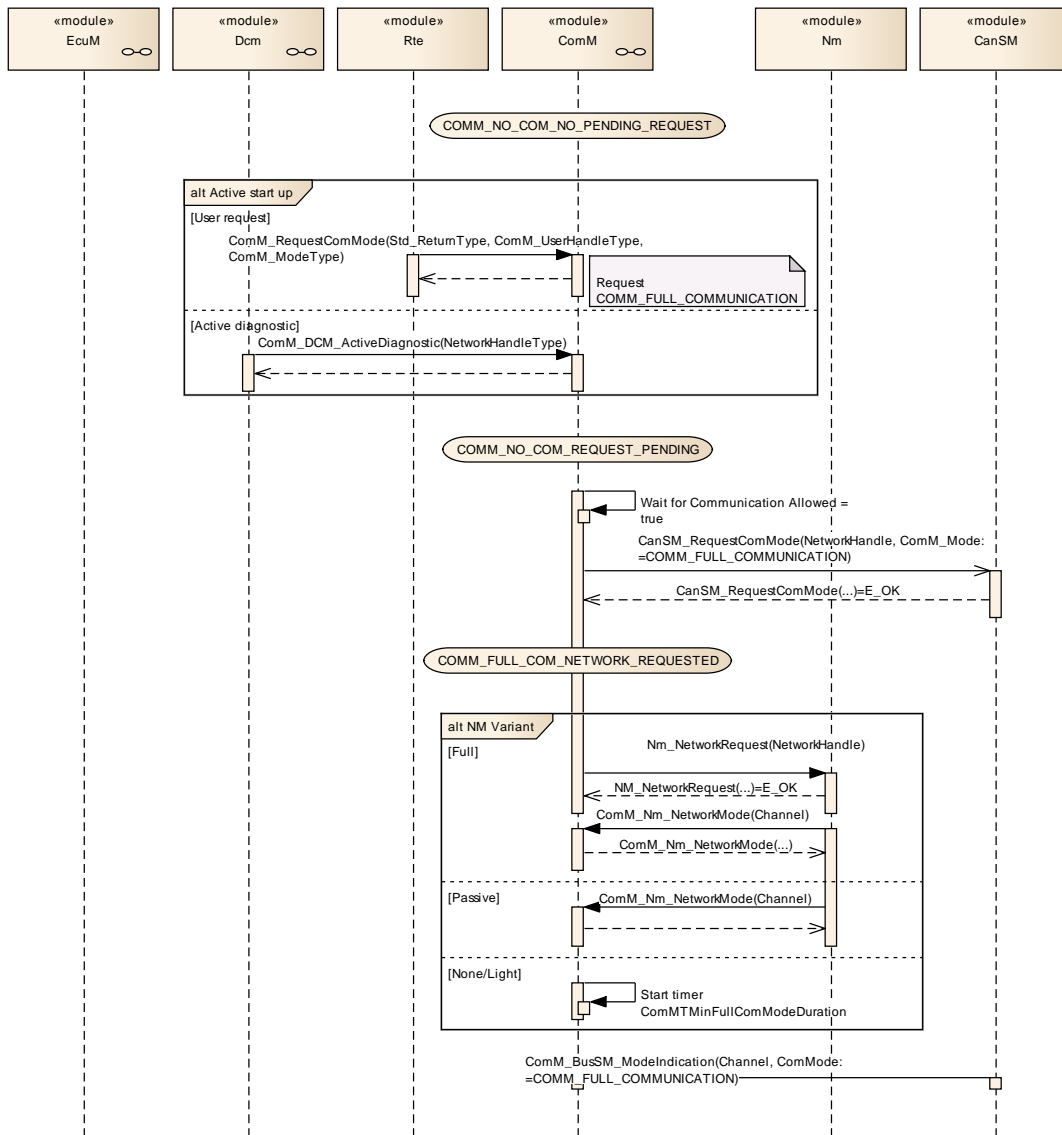 «module»
EcuM
«module»
Dcm
«module»
Rte
«module»
ComM
«module»
Nm
«module»
CanSM
COMM_NO_COM_NO_PENDING_REQUEST
alt Active start up
[User request]
ComM_RequestComMode(Std_ReturnType, ComM_UserHandleType,
ComM_ModeType)
Request
COMM_FULL_COMMUNICATION
[Active diagnostic]
ComM_DCM_ActiveDiagnostic(NetworkHandleType)
COMM_NO_COM_REQUEST_PENDING
Wait for Communication Allowed =
true
CanSM_RequestComMode(NetworkHandle, ComM_Mode:
=COMM_FULL_COMMUNICATION)
CanSM_RequestComMode(...)=E_OK
COMM_FULL_COM_NETWORK_REQUESTED
alt NM Variant
[Full]
Nm_NetworkRequest(NetworkHandle)
NM_NetworkRequest(...)=E_OK
ComM_Nm_NetworkMode(Channel)
ComM_Nm_NetworkMode(...)
[Passive]
ComM_Nm_NetworkMode(Channel)
[None/Light]
Start timer
ComMTMinFullComModeDuration
ComM_BusSM_ModeIndication(Channel, ComMode:
=COMM_FULL_COMMUNICATION)